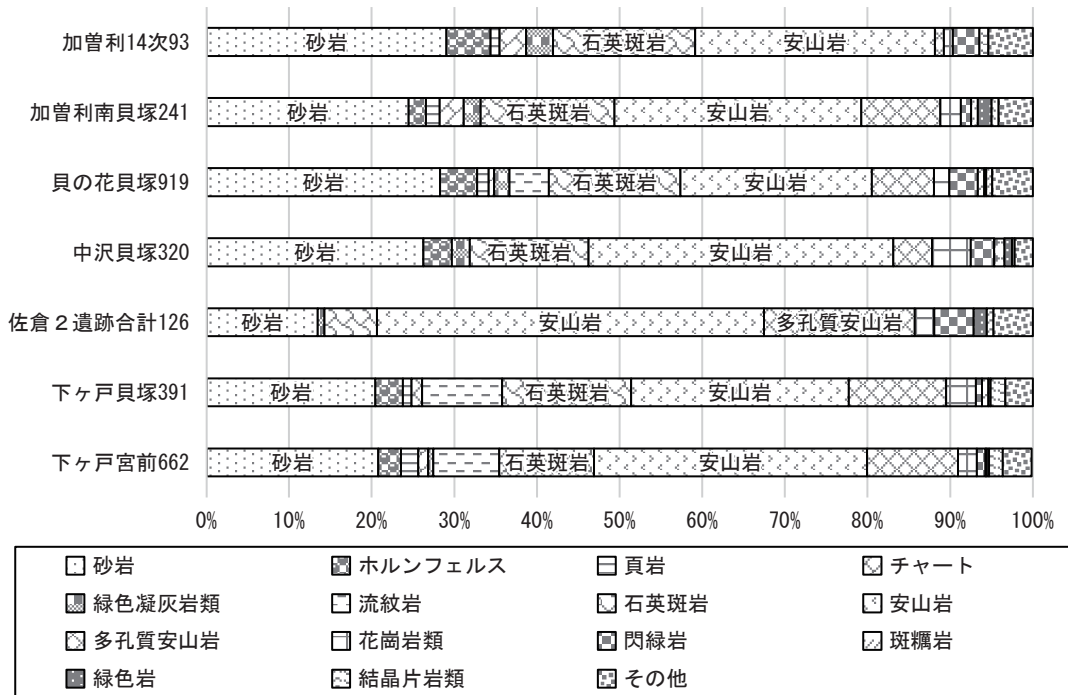 加曽利14次93 砂岩 石英斑岩 安山岩
加曽利南貝塚241 砂岩 石英斑岩 安山岩
貝の花貝塚919 砂岩 石英斑岩 安山岩
中沢貝塚320 砂岩 石英斑岩 安山岩
佐倉２遺跡合計126 砂岩 安山岩 多孔質安山岩
下ヶ戸貝塚391 砂岩 石英斑岩 安山岩
下ヶ戸宮前662 砂岩 石英斑岩 安山岩
0% 10% 20% 30% 40% 50% 60% 70% 80% 90% 100%
砂岩 ホルンフェルス 頁岩 チャート
緑色凝灰岩類 流紋岩 石英斑岩 安山岩
多孔質安山岩 花崗岩類 閃緑岩 斑糲岩
緑色岩 結晶片岩類 その他